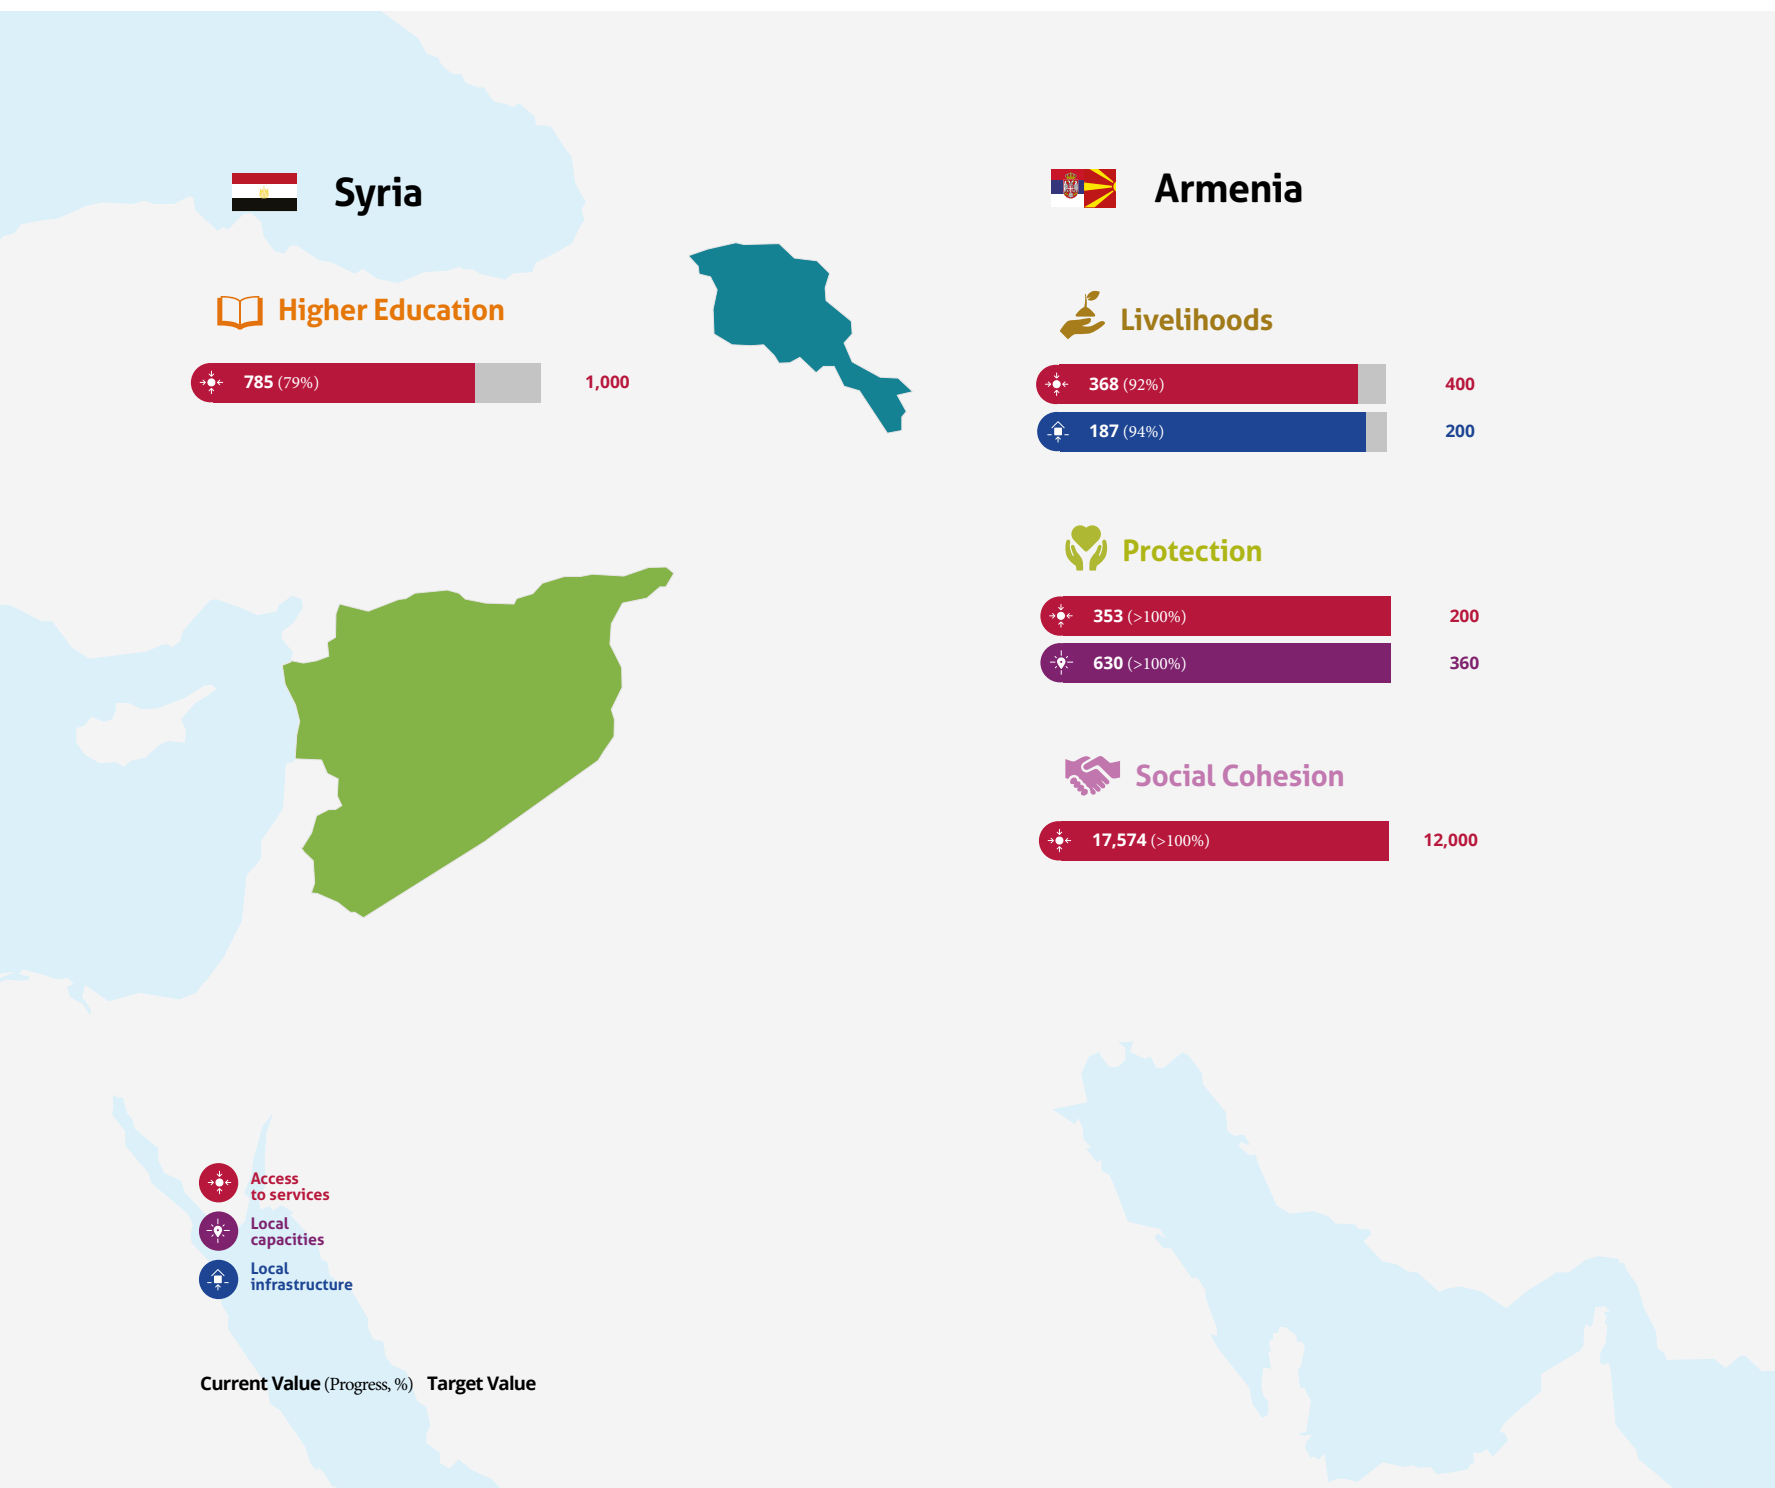 Syria
Higher Education
785 (79%) 1,000
Armenia
Livelihoods
368 (92%) 400
187 (94%) 200
Protection
353 (>100%) 200
630 (>100%) 360
Social Cohesion
17,574 (>100%) 12,000
Access
to services
Local
capacities
Local
infrastructure
Current Value (Progress, %) Target Value